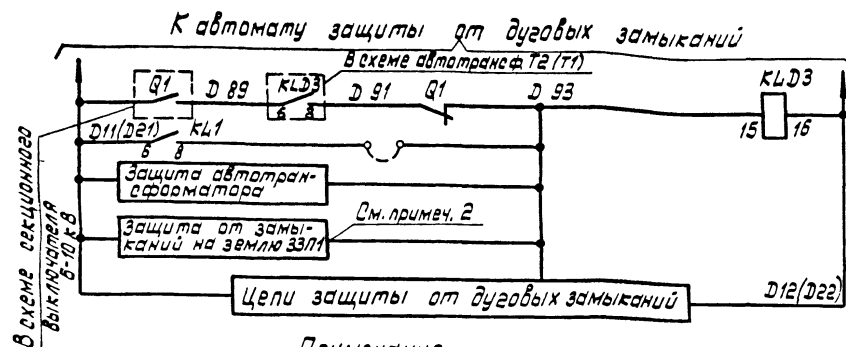 К автомату защиты от дуговых замыканий
В схеме автотрансф. Т2 (Т1)
Q1
D 89
KLD3
6 8
D 91
Q1
D 93
KLD3
15 16
D11(D21)
KL1
6 8
Защита автотран-
сформатора
Защита от замы-
каний на землю ЗЗП1
См. примеч. 2
Цепи защиты от дуговых замыканий
D12(D22)
В схеме секционного
выключателя
6-10 кВ